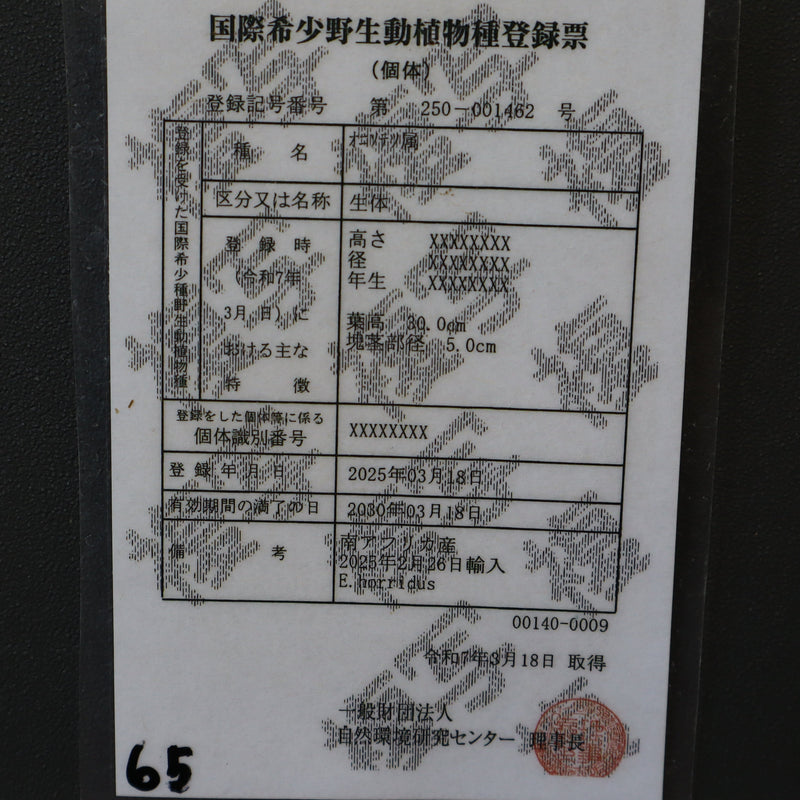 国際希少野生動植物種登録票
（個体）
登録記号番号 第 250－001462 号
登録を受けた国際希少種野生動植物種
種 名 ｵﾆｿﾃﾂ属
区分又は名称 生体
登 録 時
（令和7年
3月 日）に
おける主な
特 徴
高さ XXXXXXXX
径 XXXXXXXX
年生 XXXXXXXX
葉高 30.0cm
塊茎部径 5.0cm
登録をした個体等に係る
個体識別番号 XXXXXXXX
登 録 年 月 日 2025年03月18日
有効期間の満了の日 2030年03月18日
備 考 南アフリカ産
2025年2月26日輸入
E.horridus
00140-0009
令和7年3月18日 取得
一般財団法人
自然環境研究センター 理事長
65